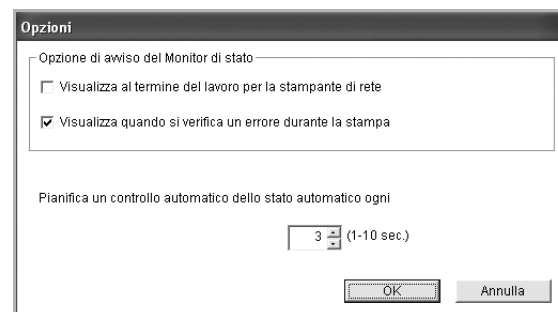 Opzioni
Opzione di avviso del Monitor di stato
Visualizza al termine del lavoro per la stampante di rete
Visualizza quando si verifica un errore durante la stampa
Pianifica un controllo automatico dello stato automatico ogni
3 (1-10 sec.)
OK Annulla